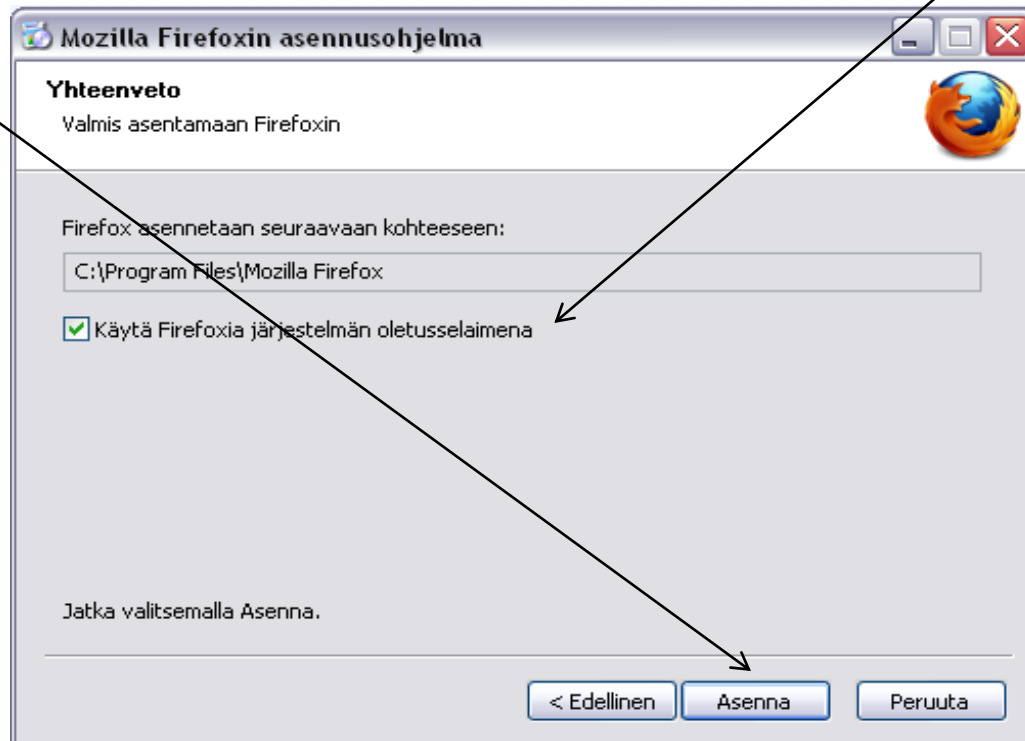 Mozilla Firefoxin asennusohjelma
Yhteenveto
Valmis asentamaan Firefoxin
Firefox asennetaan seuraavaan kohteeseen:
C:\Program Files\Mozilla Firefox
Käytä Firefoxia järjestelmän oletusselaimena
Jatka valitsemalla Asenna.
< Edellinen Asenna Peruuta